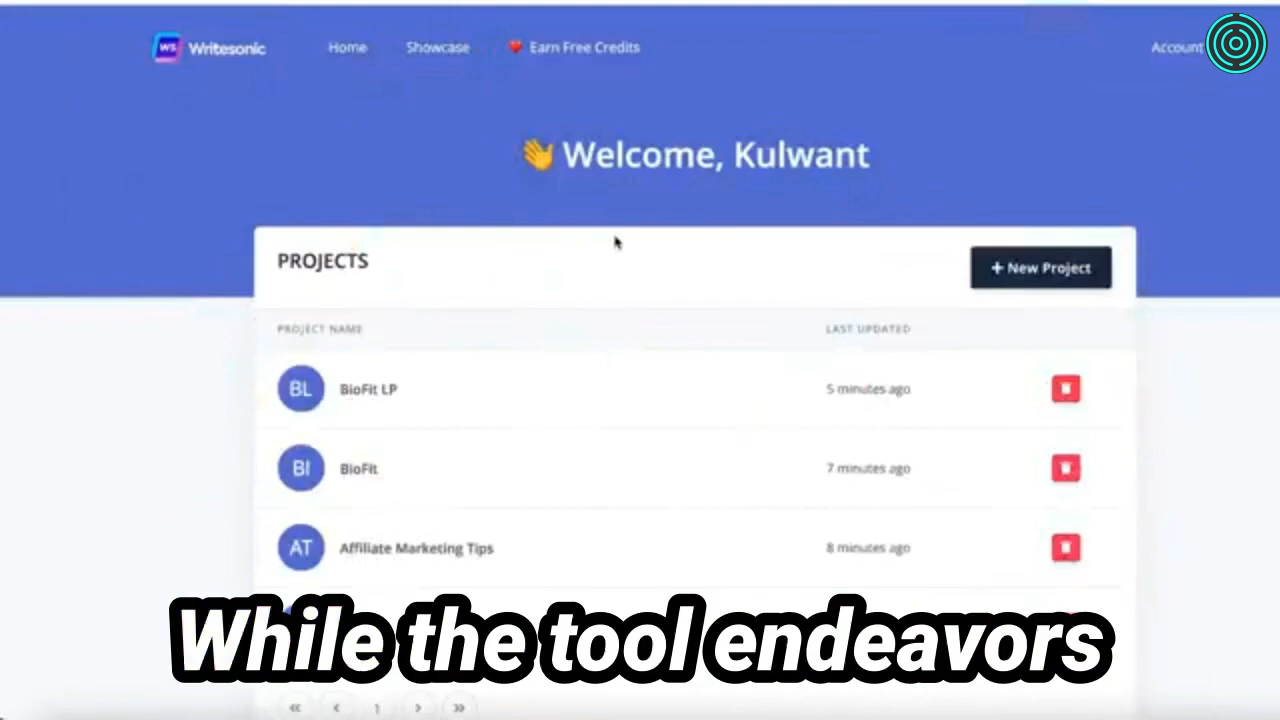 WS Writesonic Home Showcase Earn Free Credits Account
Welcome, Kulwant
PROJECTS
+ New Project
PROJECT NAME LAST UPDATED
BL BioFit LP 5 minutes ago
BI BioFit 7 minutes ago
AT Affiliate Marketing Tips 8 minutes ago
While the tool endeavors
« ‹ 1 › »